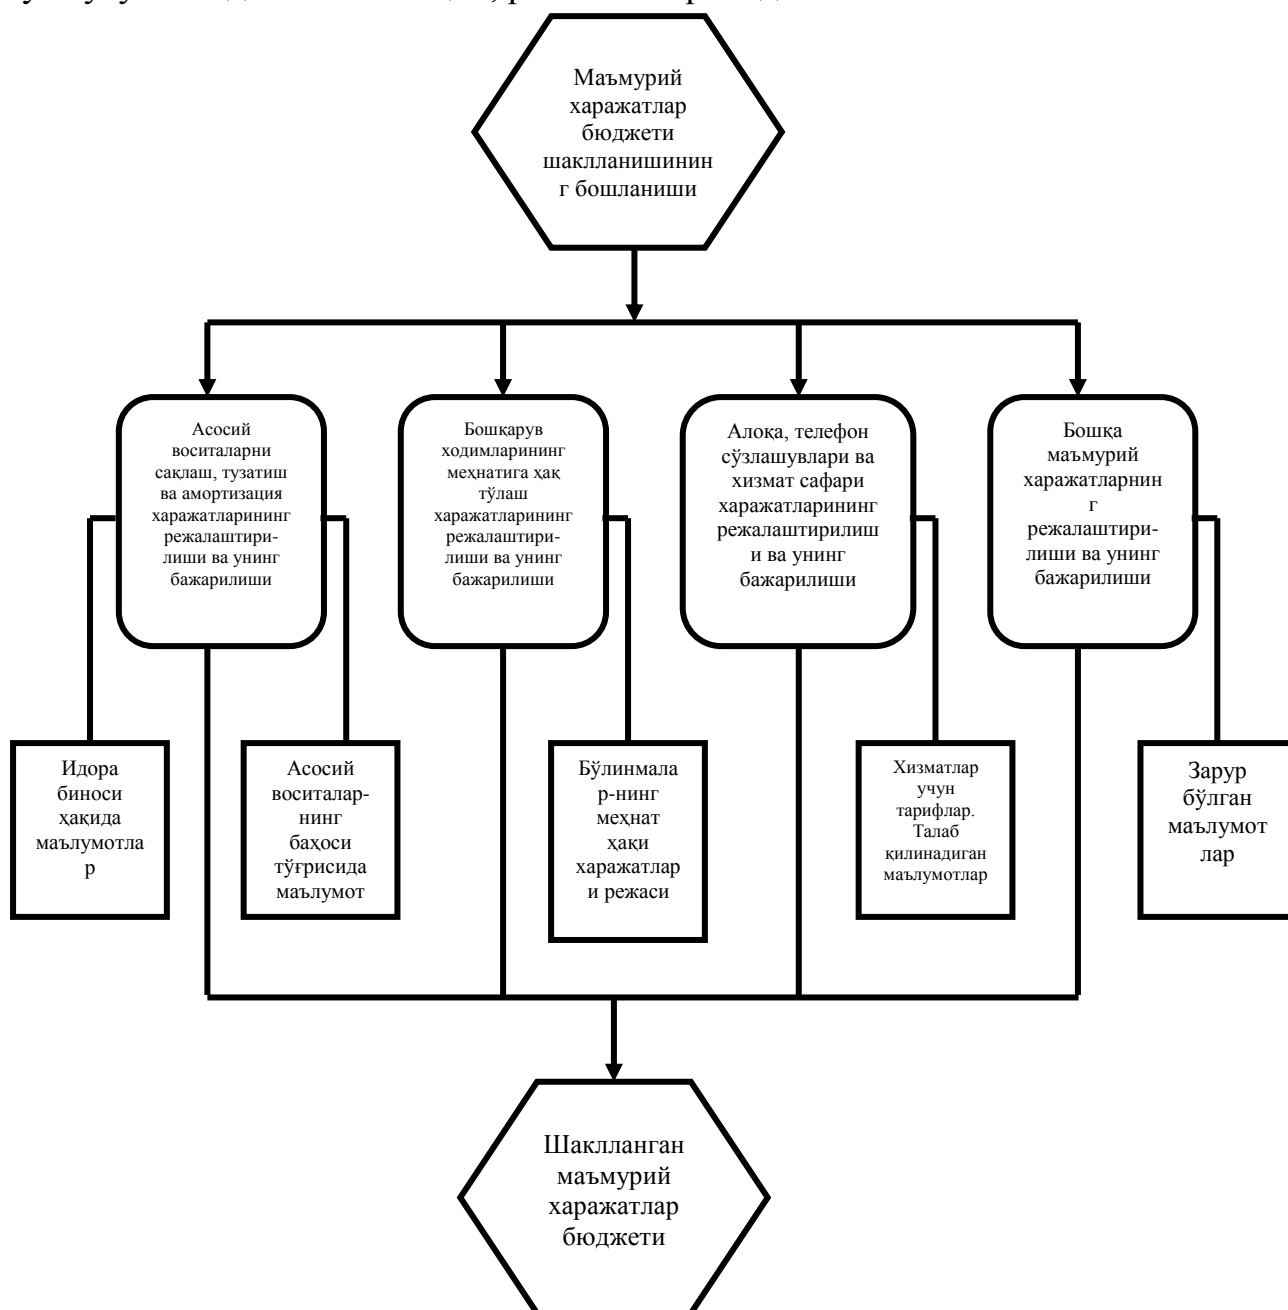 Маъмурий
харажатлар
бюджети
шаклланишинин
г бошланиши
Асосий
воситаларни
сақлаш, тузатиш
ва амортизация
харажатларининг
режалаштири-
лиши ва унинг
бажарилиши
Бошқарув
ходимларининг
меҳнатига ҳақ
тўлаш
харажатларининг
режалаштири-
лиши ва унинг
бажарилиши
Алоқа, телефон
сўзлашувлари ва
хизмат сафари
харажатларининг
режалаштирилиш
и ва унинг
бажарилиши
Бошқа
маъмурий
харажатларнин
г
режалаштири-
лиши ва унинг
бажарилиши
Идора
биноси
ҳақида
маълумотла
р
Асосий
воситалар-
нинг
баҳоси
тўғрисида
маълумот
Бўлинмала
р-нинг
меҳнат
ҳақи
харажатлар
и режаси
Хизматлар
учун
тарифлар.
Талаб
қилинадиган
маълумотлар
Зарур
бўлган
маълумот
лар
Шаклланган
маъмурий
харажатлар
бюджети